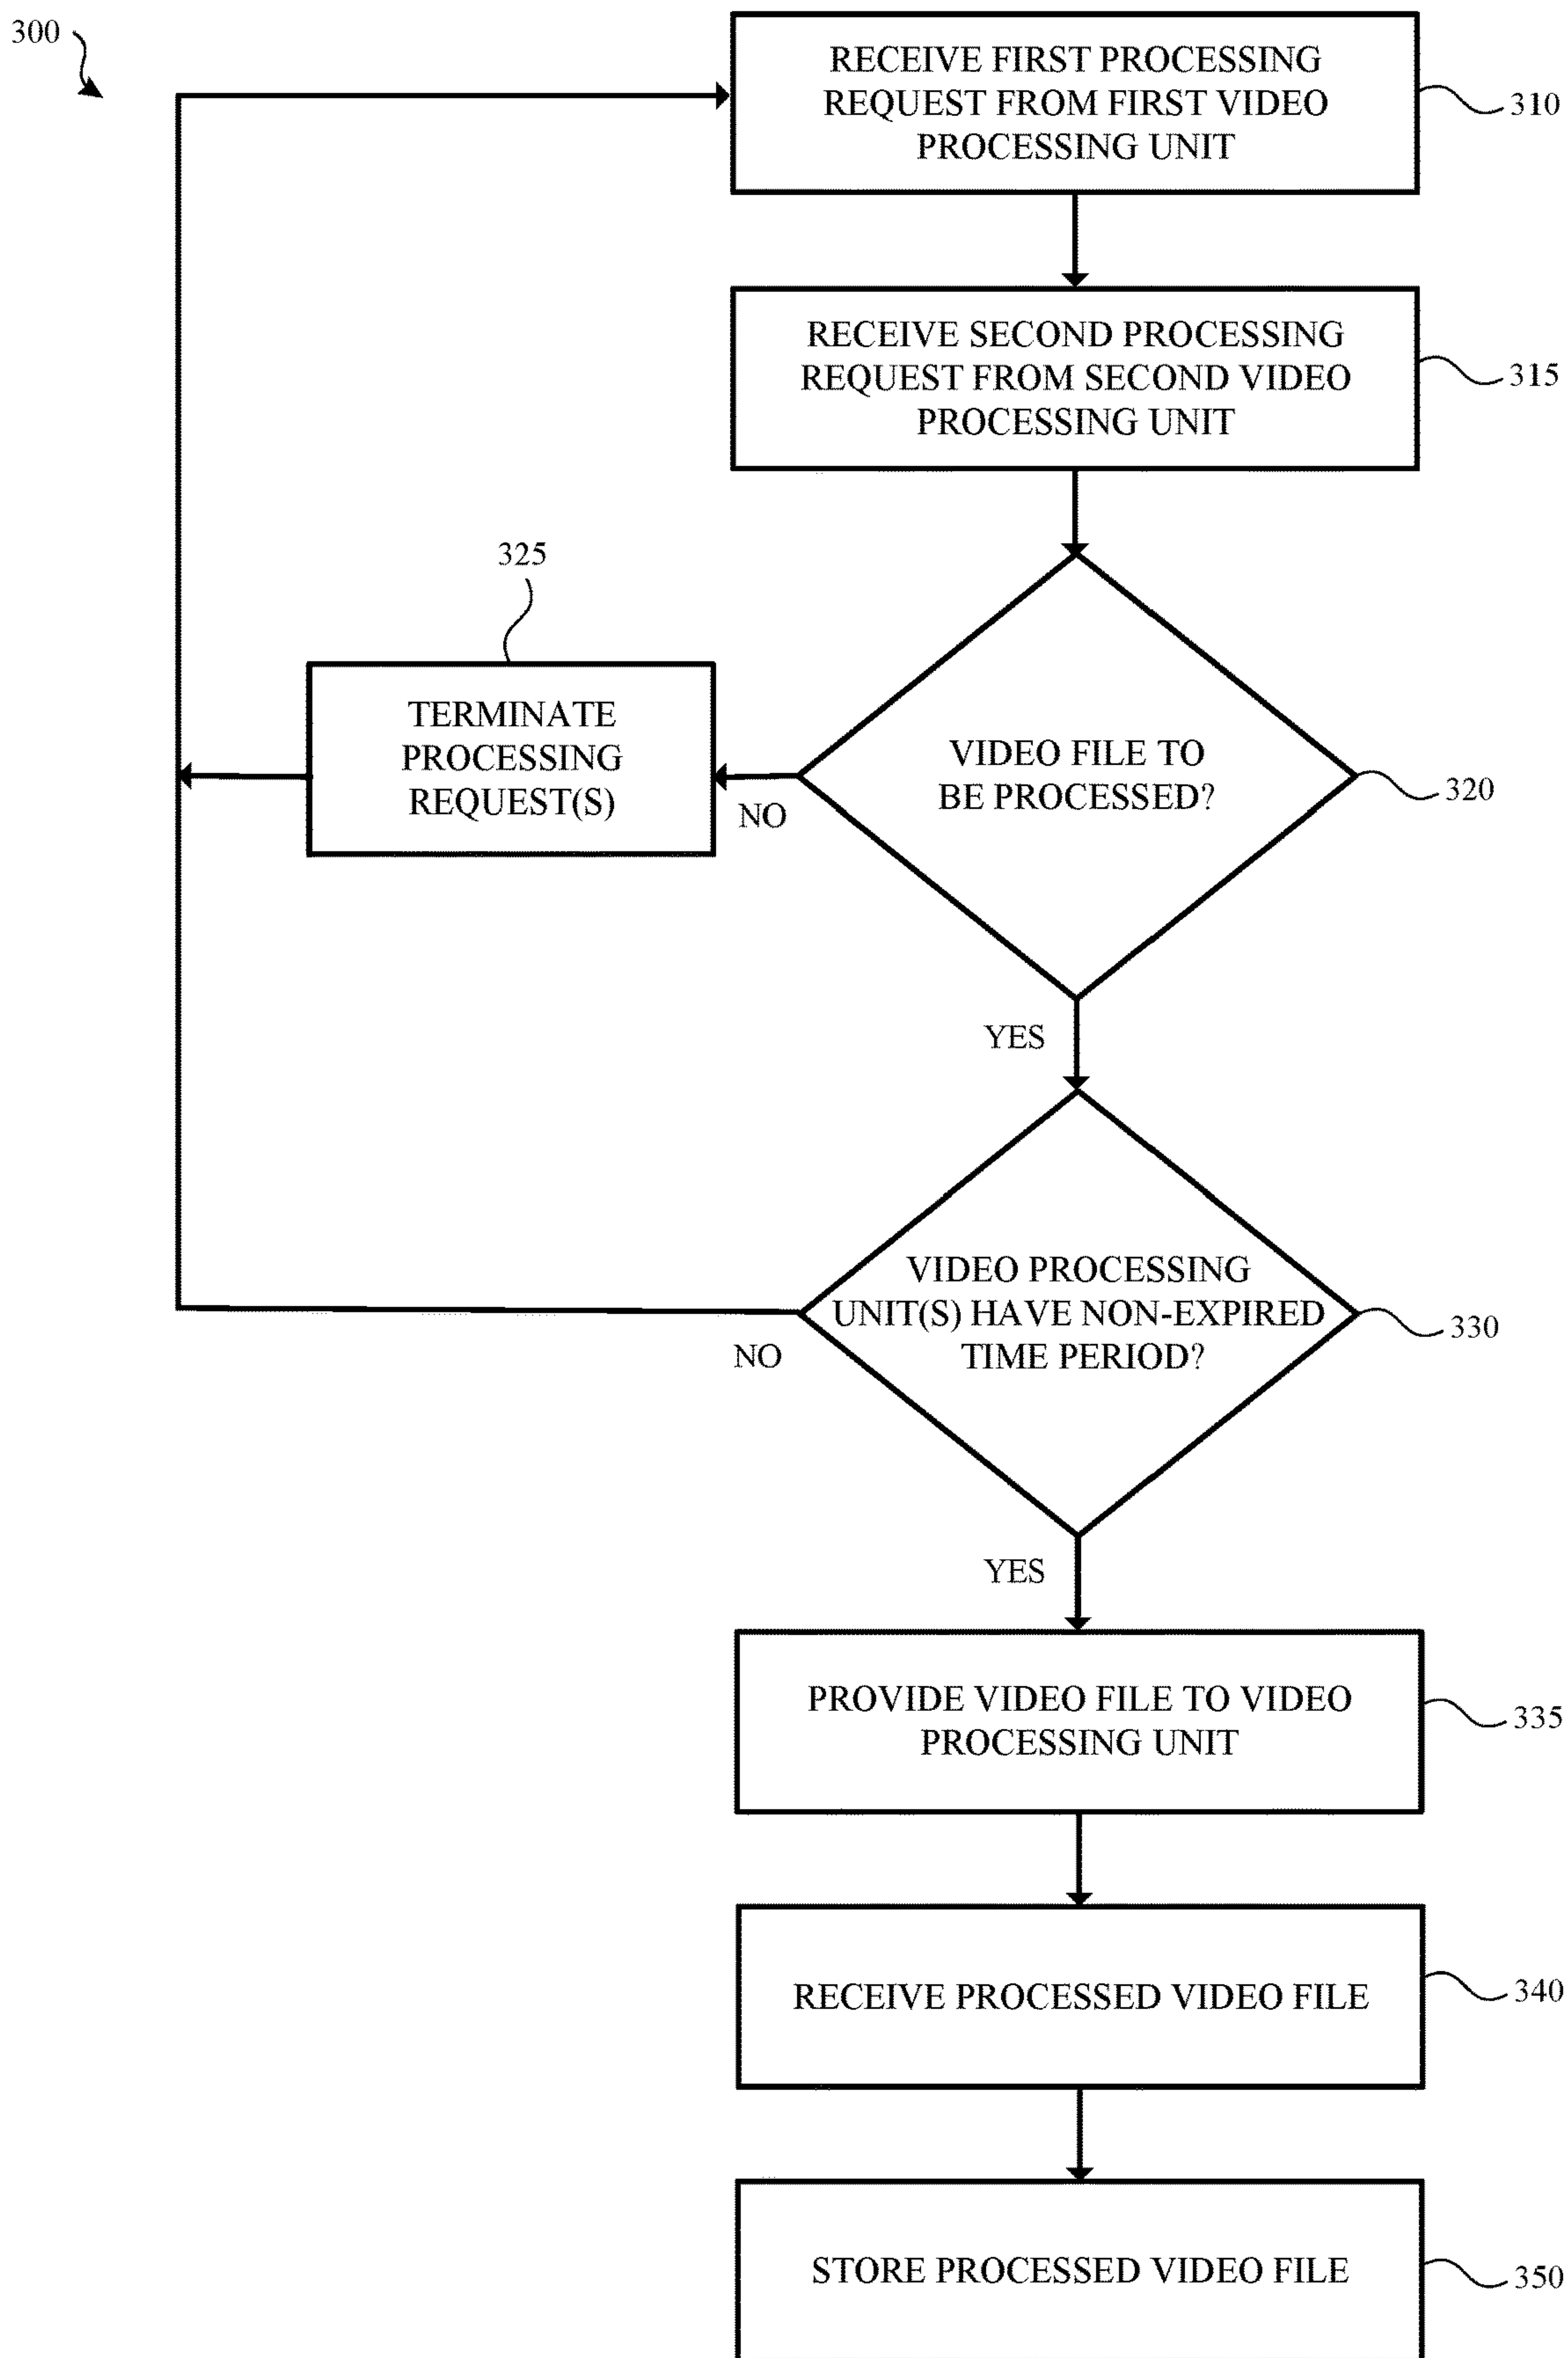 300
RECEIVE FIRST PROCESSING
REQUEST FROM FIRST VIDEO
PROCESSING UNIT
310
RECEIVE SECOND PROCESSING
REQUEST FROM SECOND VIDEO
PROCESSING UNIT
315
325
TERMINATE
PROCESSING
REQUEST(S)
NO
VIDEO FILE TO
BE PROCESSED?
320
YES
VIDEO PROCESSING
UNIT(S) HAVE NON-EXPIRED
TIME PERIOD?
330
NO
YES
PROVIDE VIDEO FILE TO VIDEO
PROCESSING UNIT
335
RECEIVE PROCESSED VIDEO FILE
340
STORE PROCESSED VIDEO FILE
350